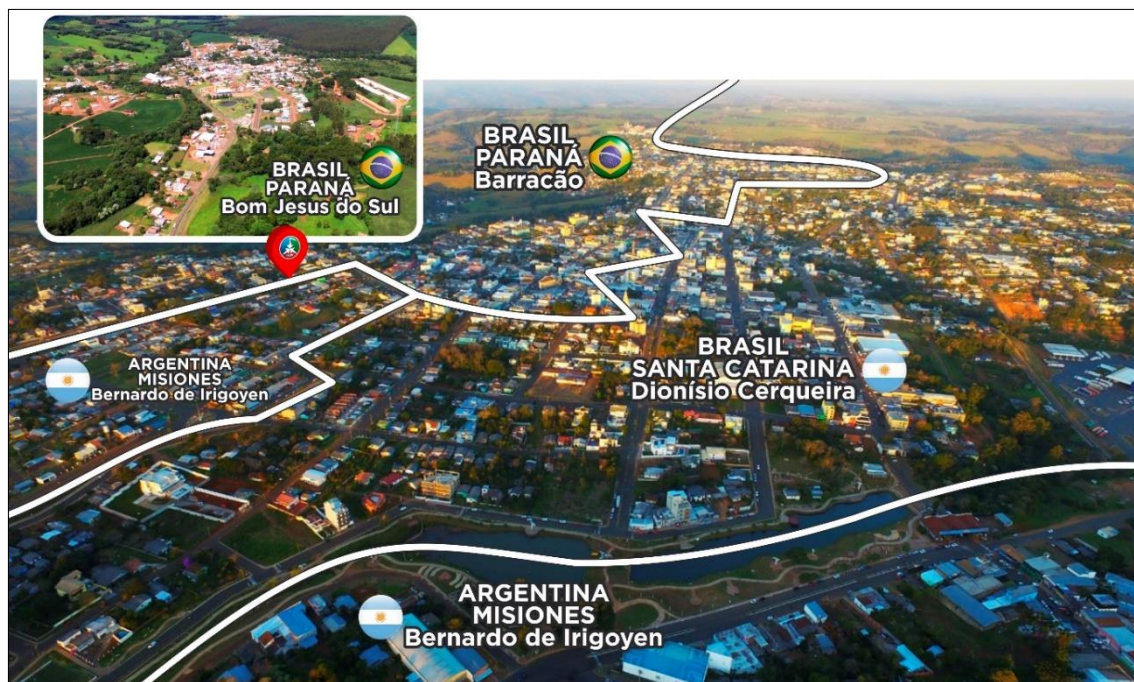 BRASIL
PARANÁ
Bom Jesus do Sul
BRASIL
PARANÁ
Barracão
ARGENTINA
MISIONES
Bernardo de Irigoyen
BRASIL
SANTA CATARINA
Dionísio Cerqueira
ARGENTINA
MISIONES
Bernardo de Irigoyen